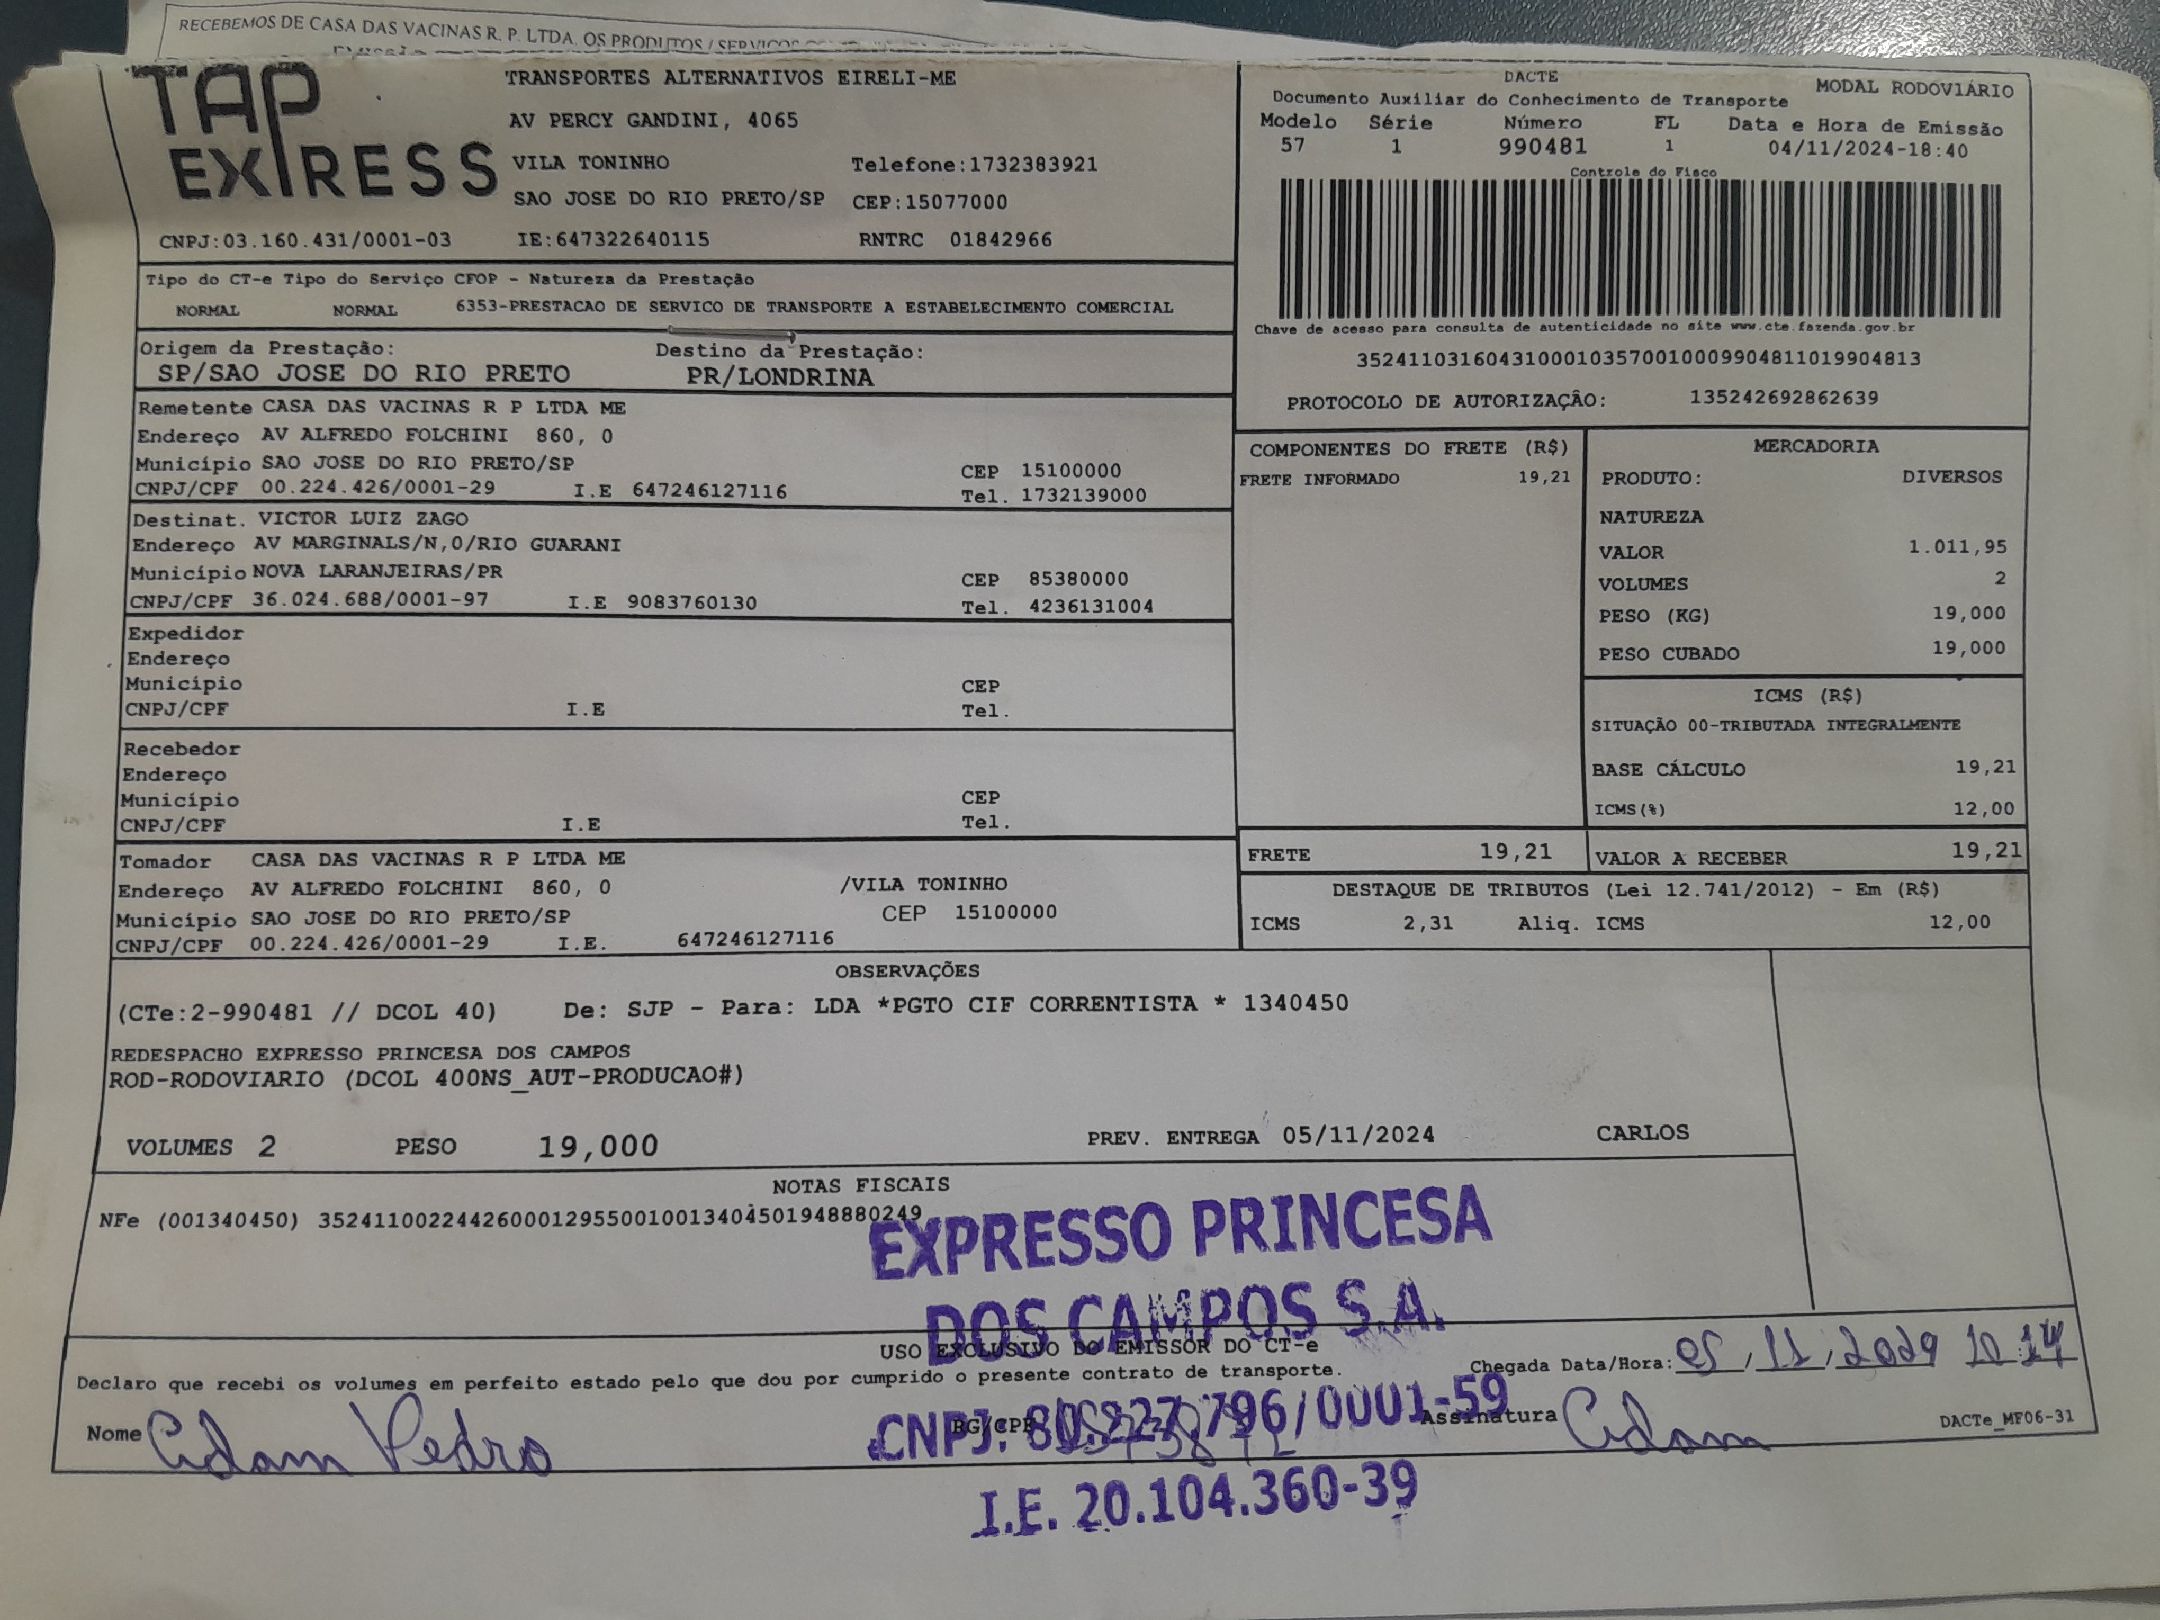 RECEBEMOS DE CASA DAS VACINAS R. P. LTDA. OS PRODUTOS / SERVIÇOS
TAP EXPRESS
TRANSPORTES ALTERNATIVOS EIRELI-ME
AV PERCY GANDINI, 4065
VILA TONINHO Telefone:1732383921
SAO JOSE DO RIO PRETO/SP CEP:15077000
CNPJ:03.160.431/0001-03 IE:647322640115 RNTRC 01842966
DACTE MODAL RODOVIÁRIO
Documento Auxiliar do Conhecimento de Transporte
Modelo Série Número FL Data e Hora de Emissão
57 1 990481 1 04/11/2024-18:40
Controle do Fisco
Chave de acesso para consulta de autenticidade no site www.cte.fazenda.gov.br
35241103160431000103570010009904811019904813
PROTOCOLO DE AUTORIZAÇÂO: 135242692862639
Tipo do CT-e Tipo do Serviço CFOP - Natureza da Prestação
NORMAL NORMAL 6353-PRESTACAO DE SERVICO DE TRANSPORTE A ESTABELECIMENTO COMERCIAL
Origem da Prestação: Destino da Prestação:
SP/SAO JOSE DO RIO PRETO PR/LONDRINA
Remetente CASA DAS VACINAS R P LTDA ME
Endereço AV ALFREDO FOLCHINI 860, 0
Município SAO JOSE DO RIO PRETO/SP CEP 15100000
CNPJ/CPF 00.224.426/0001-29 I.E 647246127116 Tel. 1732139000
Destinat. VICTOR LUIZ ZAGO
Endereço AV MARGINALS/N,0/RIO GUARANI
Município NOVA LARANJEIRAS/PR CEP 85380000
CNPJ/CPF 36.024.688/0001-97 I.E 9083760130 Tel. 4236131004
Expedidor
Endereço
Município CEP
CNPJ/CPF I.E Tel.
Recebedor
Endereço
Município CEP
CNPJ/CPF I.E Tel.
Tomador CASA DAS VACINAS R P LTDA ME
Endereço AV ALFREDO FOLCHINI 860, 0 /VILA TONINHO
Município SAO JOSE DO RIO PRETO/SP CEP 15100000
CNPJ/CPF 00.224.426/0001-29 I.E. 647246127116
COMPONENTES DO FRETE (R$)
FRETE INFORMADO 19,21
MERCADORIA
PRODUTO: DIVERSOS
NATUREZA
VALOR 1.011,95
VOLUMES 2
PESO (KG) 19,000
PESO CUBADO 19,000
ICMS (R$)
SITUAÇÃO 00-TRIBUTADA INTEGRALMENTE
BASE CÁLCULO 19,21
ICMS(%) 12,00
FRETE 19,21 VALOR A RECEBER 19,21
DESTAQUE DE TRIBUTOS (Lei 12.741/2012) - Em (R$)
ICMS 2,31 Aliq. ICMS 12,00
OBSERVAÇÕES
(CTe:2-990481 // DCOL 40) De: SJP - Para: LDA *PGTO CIF CORRENTISTA * 1340450
REDESPACHO EXPRESSO PRINCESA DOS CAMPOS
ROD-RODOVIARIO (DCOL 400NS_AUT-PRODUCAO#)
VOLUMES 2 PESO 19,000 PREV. ENTREGA 05/11/2024 CARLOS
NOTAS FISCAIS
NFe (001340450) 35241100224426000129550010013404501948880249
EXPRESSO PRINCESA
DOS CAMPOS S.A.
USO EXCLUSIVO DO EMISSOR DO CT-e
Declaro que recebi os volumes em perfeito estado pelo que dou por cumprido o presente contrato de transporte. Chegada Data/Hora: 05, 11, 2024 10 14
CNPJ: 80.227.796/0001-59
Nome Adam Pedro RG/CPF Assinatura Adam DACTe_MF06-31
I.E. 20.104.360-39